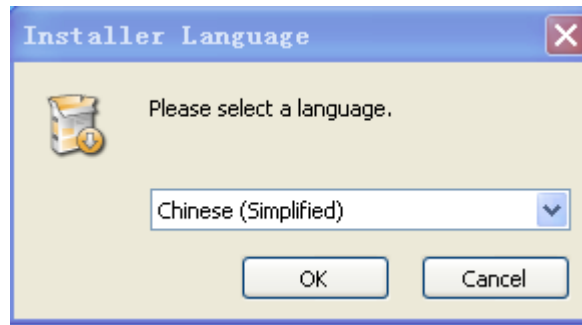 Installer Language
Please select a language.
Chinese (Simplified)
OK
Cancel